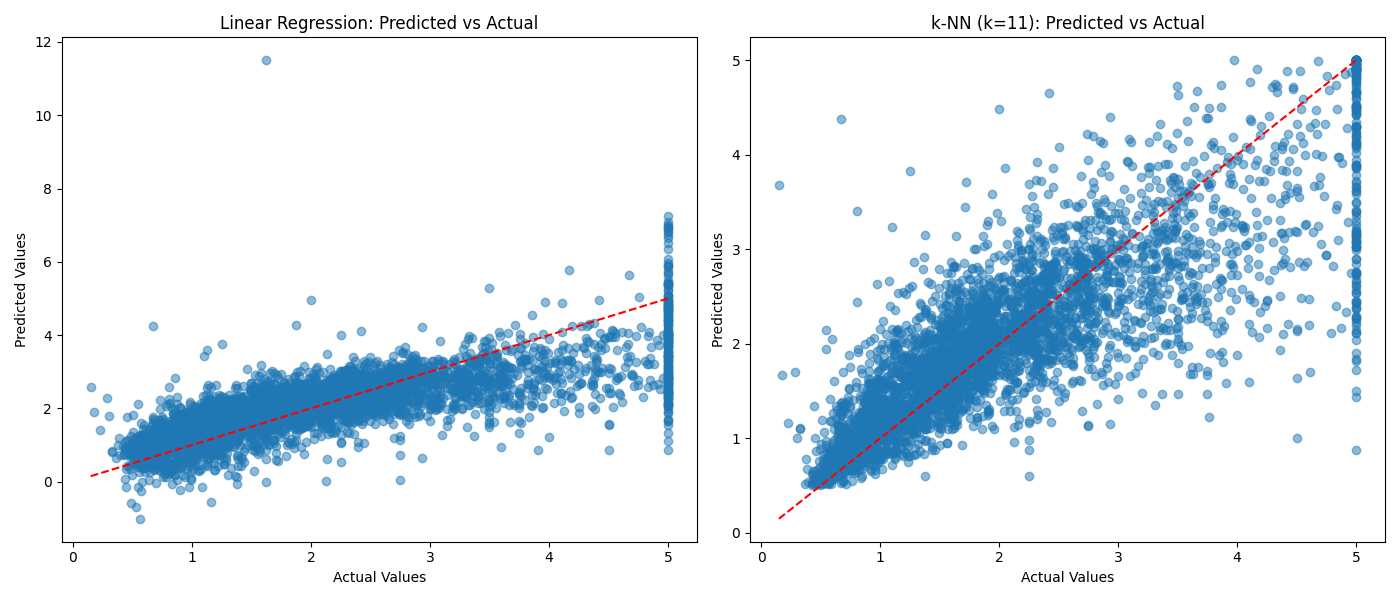 Linear Regression: Predicted vs Actual
12
10
8
6
4
2
0
Predicted Values
0 1 2 3 4 5
Actual Values
k-NN (k=11): Predicted vs Actual
5
4
3
2
1
0
Predicted Values
0 1 2 3 4 5
Actual Values